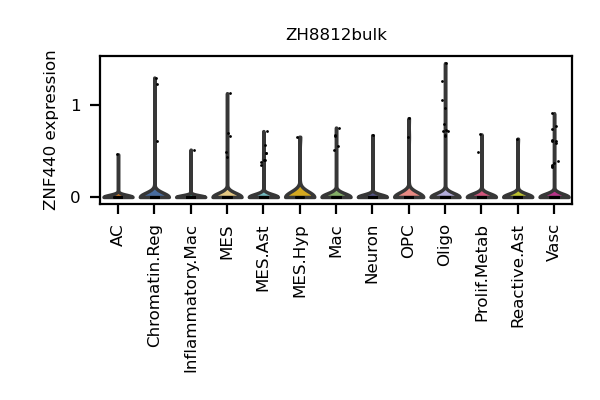 ZH8812bulk
ZNF440 expression
1
0
AC
Chromatin.Reg
Inflammatory.Mac
MES
MES.Ast
MES.Hyp
Mac
Neuron
OPC
Oligo
Prolif.Metab
Reactive.Ast
Vasc